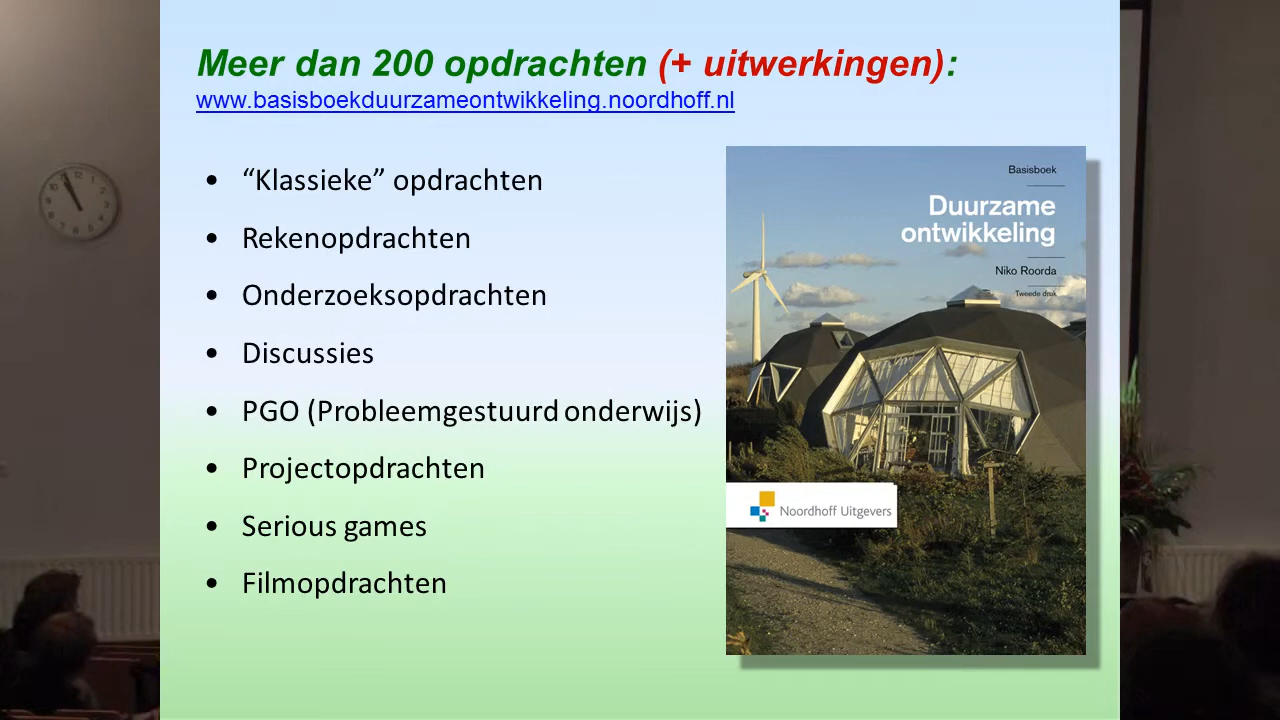 Meer dan 200 opdrachten (+ uitwerkingen):
www.basisboekduurzameontwikkeling.noordhoff.nl
• “Klassieke” opdrachten
• Rekenopdrachten
• Onderzoeksopdrachten
• Discussies
• PGO (Probleemgestuurd onderwijs)
• Projectopdrachten
• Serious games
• Filmopdrachten
Basisboek
Duurzame
ontwikkeling
Niko Roorda
Tweede druk
Noordhoff Uitgevers